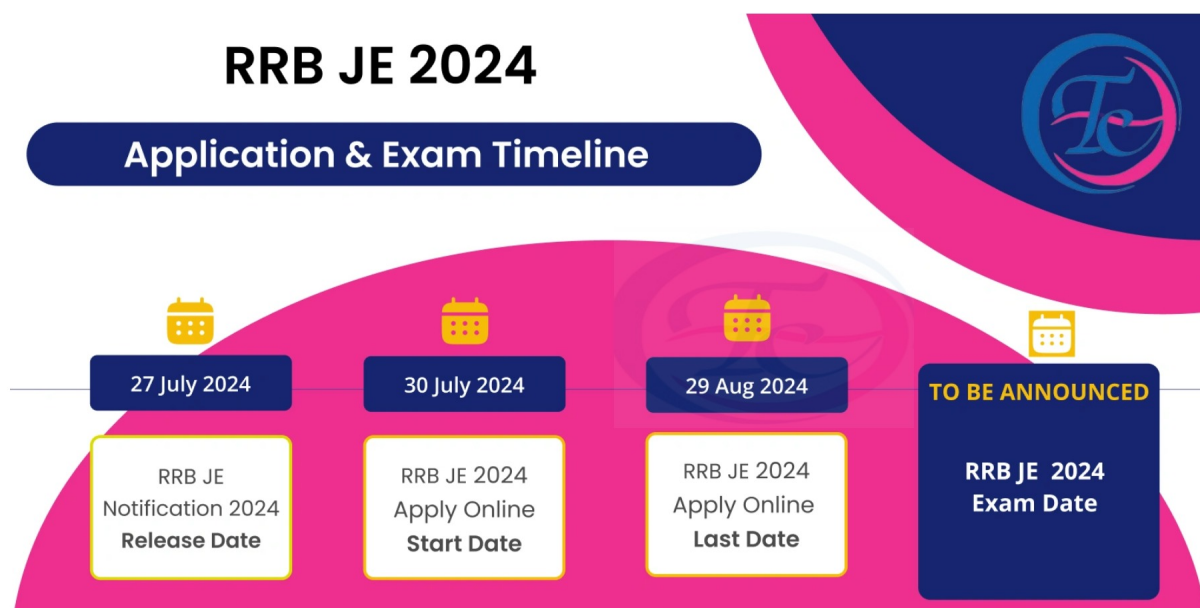 RRB JE 2024
Application & Exam Timeline
Tc
27 July 2024
RRB JE
Notification 2024
Release Date
30 July 2024
RRB JE 2024
Apply Online
Start Date
29 Aug 2024
RRB JE 2024
Apply Online
Last Date
TO BE ANNOUNCED
RRB JE 2024
Exam Date